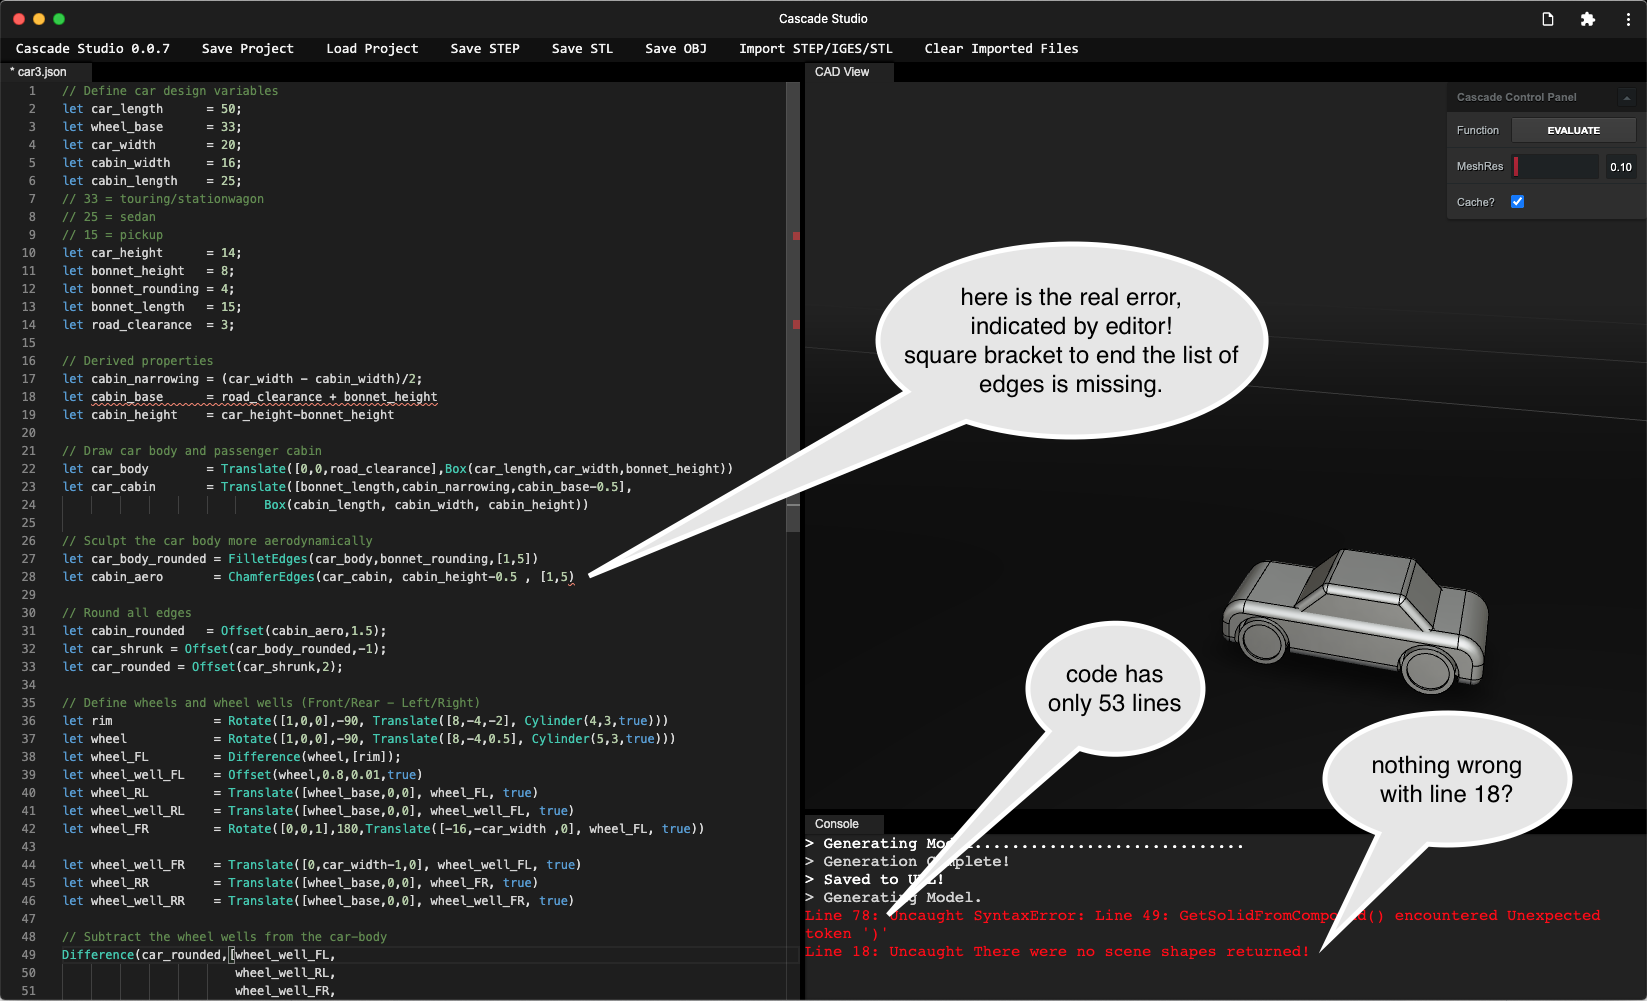 Cascade Studio
Cascade Studio 0.0.7 Save Project Load Project Save STEP Save STL Save OBJ Import STEP/IGES/STL Clear Imported Files
* car3.json
1 // Define car design variables
2 let car_length = 50;
3 let wheel_base = 33;
4 let car_width = 20;
5 let cabin_width = 16;
6 let cabin_length = 25;
7 // 33 = touring/stationwagon
8 // 25 = sedan
9 // 15 = pickup
10 let car_height = 14;
11 let bonnet_height = 8;
12 let bonnet_rounding = 4;
13 let bonnet_length = 15;
14 let road_clearance = 3;
15
16 // Derived properties
17 let cabin_narrowing = (car_width - cabin_width)/2;
18 let cabin_base = road_clearance + bonnet_height
19 let cabin_height = car_height-bonnet_height
20
21 // Draw car body and passenger cabin
22 let car_body = Translate([0,0,road_clearance],Box(car_length,car_width,bonnet_height))
23 let car_cabin = Translate([bonnet_length,cabin_narrowing,cabin_base-0.5],
24 Box(cabin_length, cabin_width, cabin_height))
25
26 // Sculpt the car body more aerodynamically
27 let car_body_rounded = FilletEdges(car_body,bonnet_rounding,[1,5])
28 let cabin_aero = ChamferEdges(car_cabin, cabin_height-0.5 , [1,5)
29
30 // Round all edges
31 let cabin_rounded = Offset(cabin_aero,1.5);
32 let car_shrunk = Offset(car_body_rounded,-1);
33 let car_rounded = Offset(car_shrunk,2);
34
35 // Define wheels and wheel wells (Front/Rear - Left/Right)
36 let rim = Rotate([1,0,0],-90, Translate([8,-4,-2], Cylinder(4,3,true)))
37 let wheel = Rotate([1,0,0],-90, Translate([8,-4,0.5], Cylinder(5,3,true)))
38 let wheel_FL = Difference(wheel,[rim]);
39 let wheel_well_FL = Offset(wheel,0.8,0.01,true)
40 let wheel_RL = Translate([wheel_base,0,0], wheel_FL, true)
41 let wheel_well_RL = Translate([wheel_base,0,0], wheel_well_FL, true)
42 let wheel_FR = Rotate([0,0,1],180,Translate([-16,-car_width ,0], wheel_FL, true))
43
44 let wheel_well_FR = Translate([0,car_width-1,0], wheel_well_FL, true)
45 let wheel_RR = Translate([wheel_base,0,0], wheel_FR, true)
46 let wheel_well_RR = Translate([wheel_base,0,0], wheel_well_FR, true)
47
48 // Subtract the wheel wells from the car-body
49 Difference(car_rounded,[wheel_well_FL,
50 wheel_well_RL,
51 wheel_well_FR,
CAD View
Cascade Control Panel
Function EVALUATE
MeshRes 0.10
Cache?
here is the real error,
indicated by editor!
square bracket to end the list of
edges is missing.
code has
only 53 lines
nothing wrong
with line 18?
Console
> Generating Mod..............................
> Generation C mplete!
> Saved to U L!
> Generating Model.
Line 78: Uncaught SyntaxError: Line 49: GetSolidFromCompound() encountered Unexpected
token ')'
Line 18: Uncaught There were no scene shapes returned!